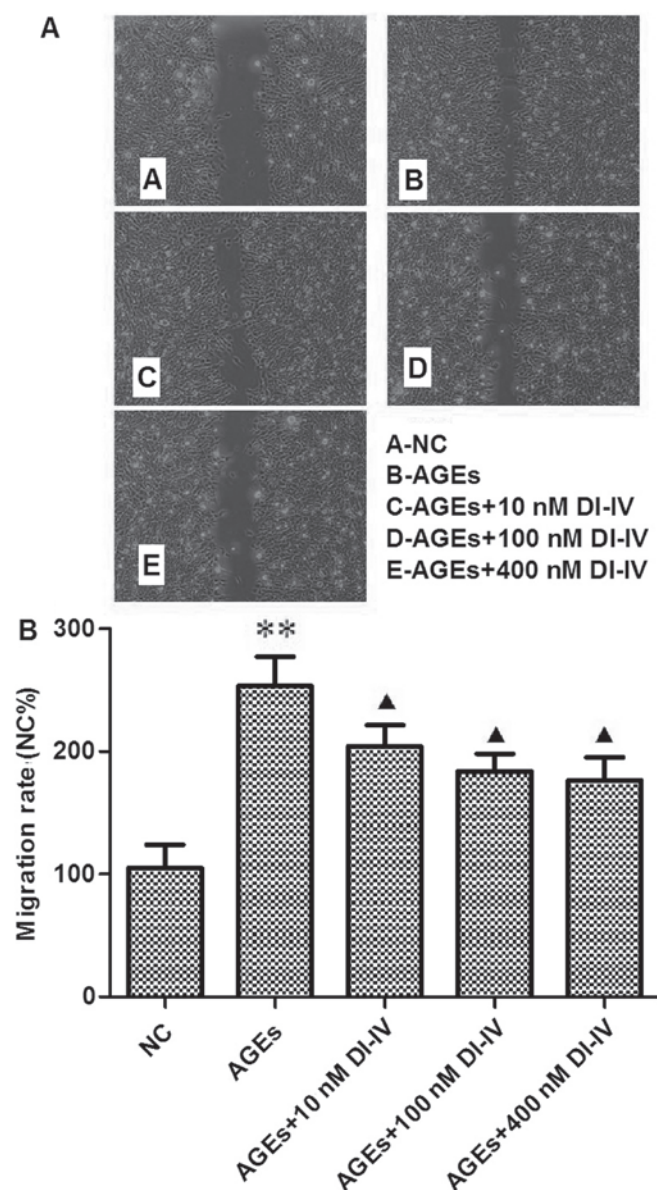 A
A
B
C
D
E
A-NC
B-AGEs
C-AGEs+10 nM DI-IV
D-AGEs+100 nM DI-IV
E-AGEs+400 nM DI-IV
B
300
200
100
0
Migration rate (NC%)
**
▲
▲
▲
NC
AGEs
AGEs+10 nM DI-IV
AGEs+100 nM DI-IV
AGEs+400 nM DI-IV